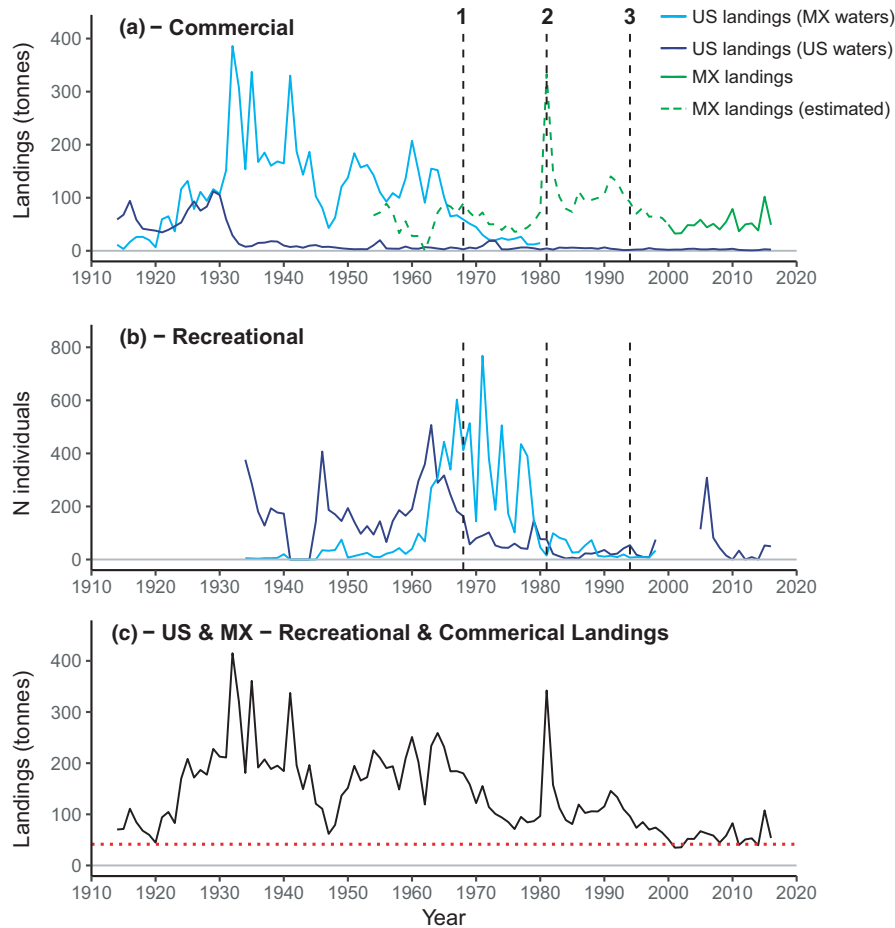 (a) – Commercial
1 2 3
US landings (MX waters)
US landings (US waters)
MX landings
MX landings (estimated)
Landings (tonnes)
400
300
200
100
0
1910 1920 1930 1940 1950 1960 1970 1980 1990 2000 2010 2020
(b) – Recreational
N individuals
800
600
400
200
0
1910 1920 1930 1940 1950 1960 1970 1980 1990 2000 2010 2020
(c) – US & MX – Recreational & Commerical Landings
Landings (tonnes)
400
300
200
100
0
1910 1920 1930 1940 1950 1960 1970 1980 1990 2000 2010 2020
Year